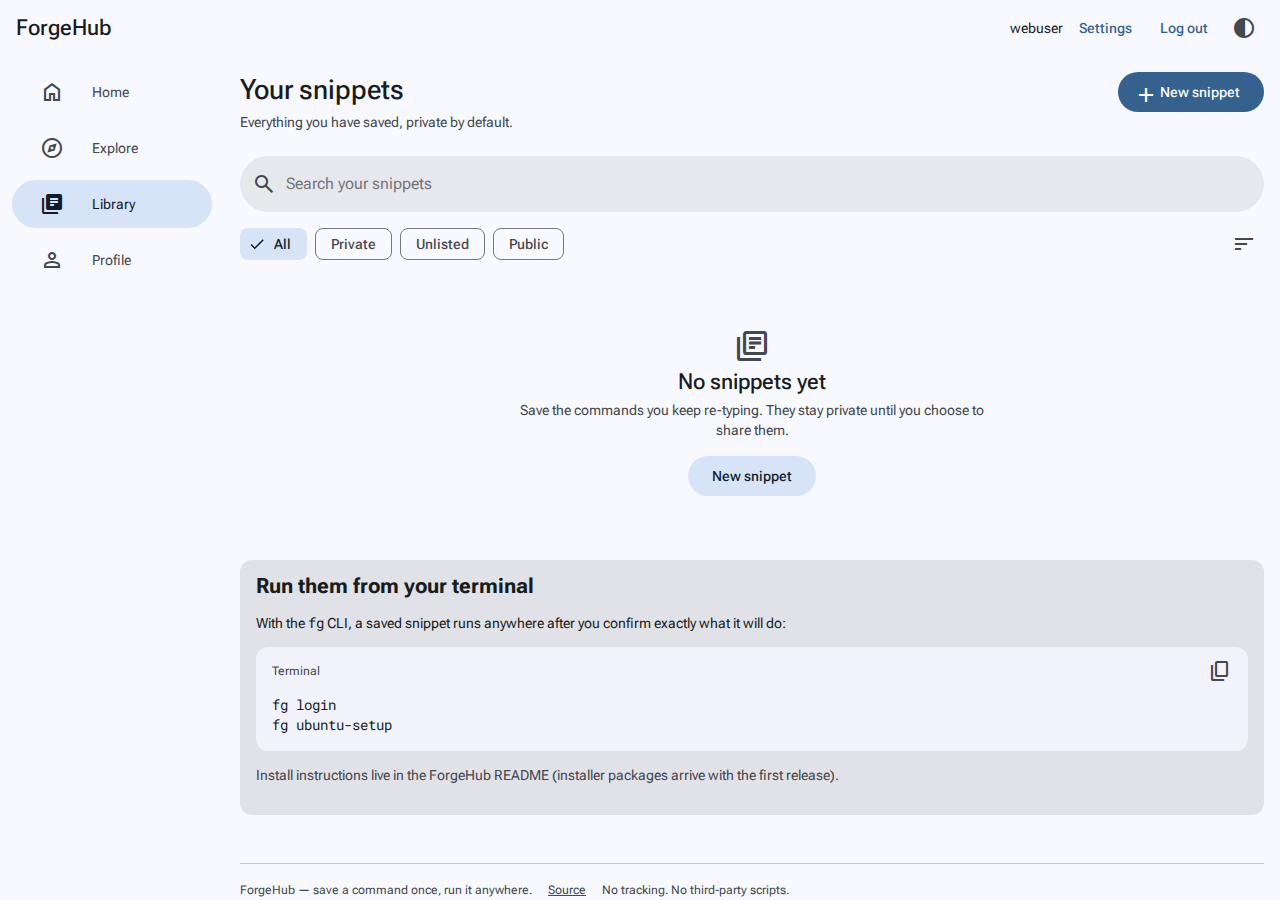 ForgeHub
webuser Settings Log out
Home
Explore
Library
Profile
Your snippets
New snippet
Everything you have saved, private by default.
Search your snippets
All Private Unlisted Public
No snippets yet
Save the commands you keep re-typing. They stay private until you choose to
share them.
New snippet
Run them from your terminal
With the fg CLI, a saved snippet runs anywhere after you confirm exactly what it will do:
Terminal
fg login
fg ubuntu-setup
Install instructions live in the ForgeHub README (installer packages arrive with the first release).
ForgeHub — save a command once, run it anywhere. Source No tracking. No third-party scripts.